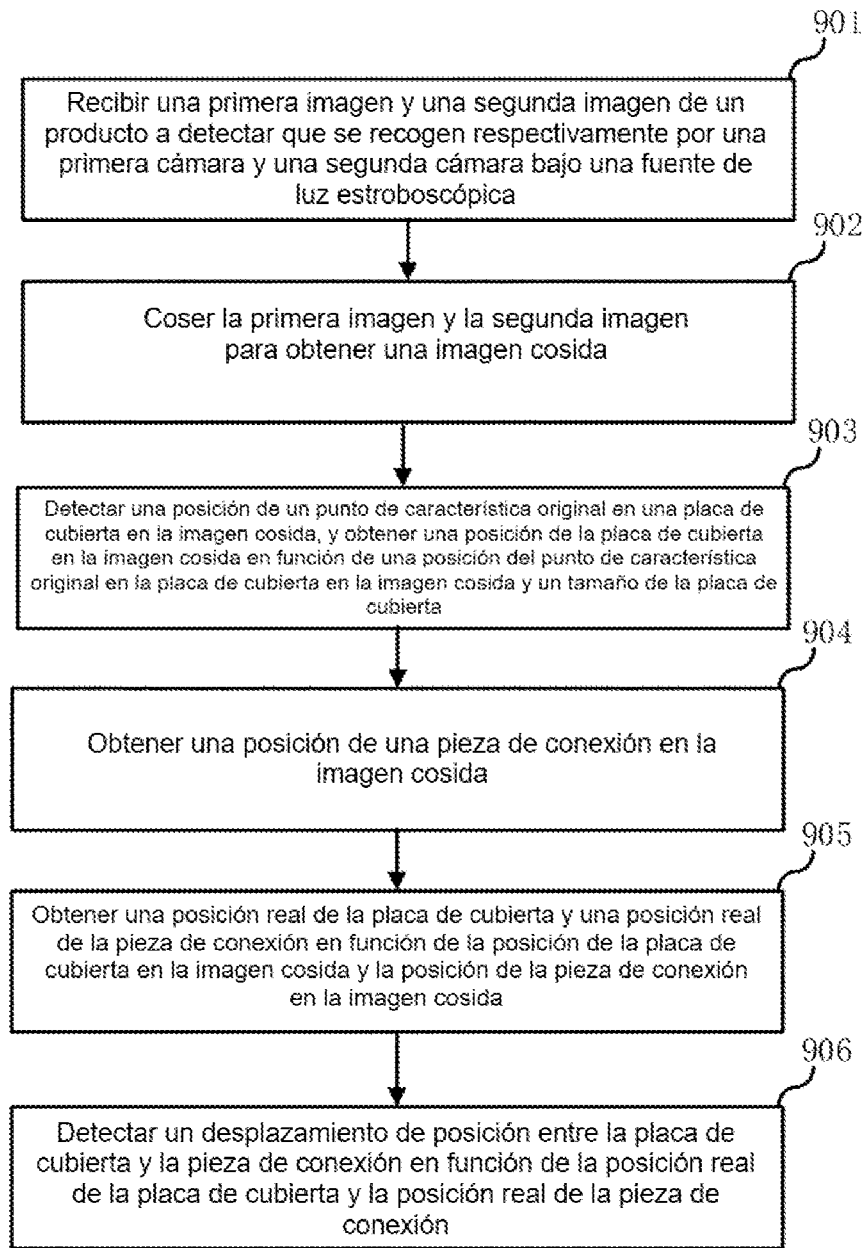 901
Recibir una primera imagen y una segunda imagen de un
producto a detectar que se recogen respectivamente por una
primera cámara y una segunda cámara bajo una fuente de
luz estroboscópica
902
Coser la primera imagen y la segunda imagen
para obtener una imagen cosida
903
Detectar una posición de un punto de característica original en una placa de
cubierta en la imagen cosida, y obtener una posición de la placa de cubierta
en la imagen cosida en función de una posición del punto de característica
original en la placa de cubierta en la imagen cosida y un tamaño de la placa de
cubierta
904
Obtener una posición de una pieza de conexión en la
imagen cosida
905
Obtener una posición real de la placa de cubierta y una posición real
de la pieza de conexión en función de la posición de la placa de
cubierta en la imagen cosida y la posición de la pieza de conexión
en la imagen cosida
906
Detectar un desplazamiento de posición entre la placa de
cubierta y la pieza de conexión en función de la posición real
de la placa de cubierta y la posición real de la pieza de
conexión